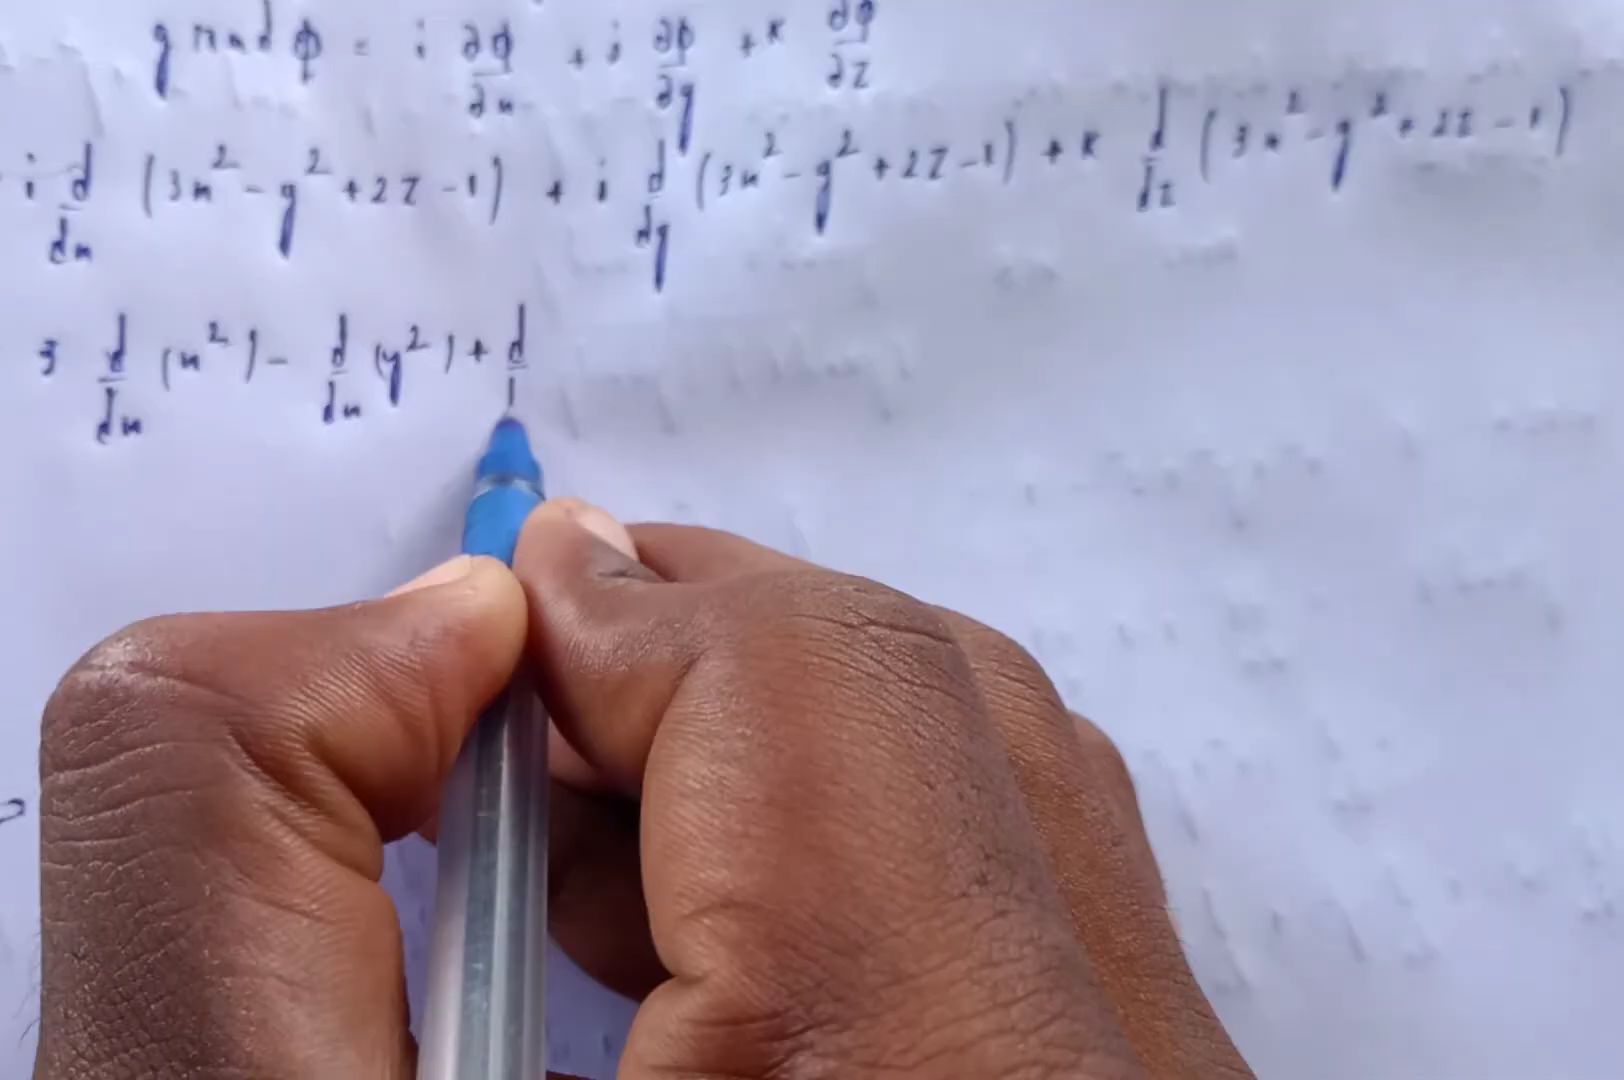 grad φ = i ∂φ/∂x + j ∂φ/∂y + k ∂φ/∂z
i d/dx (3x² - y² + 2z - 1) + j d/dy (3x² - y² + 2z - 1) + k d/dz (3x² - y² + 2z - 1)
3 d/dx (x²) - d/dx (y²) + d/